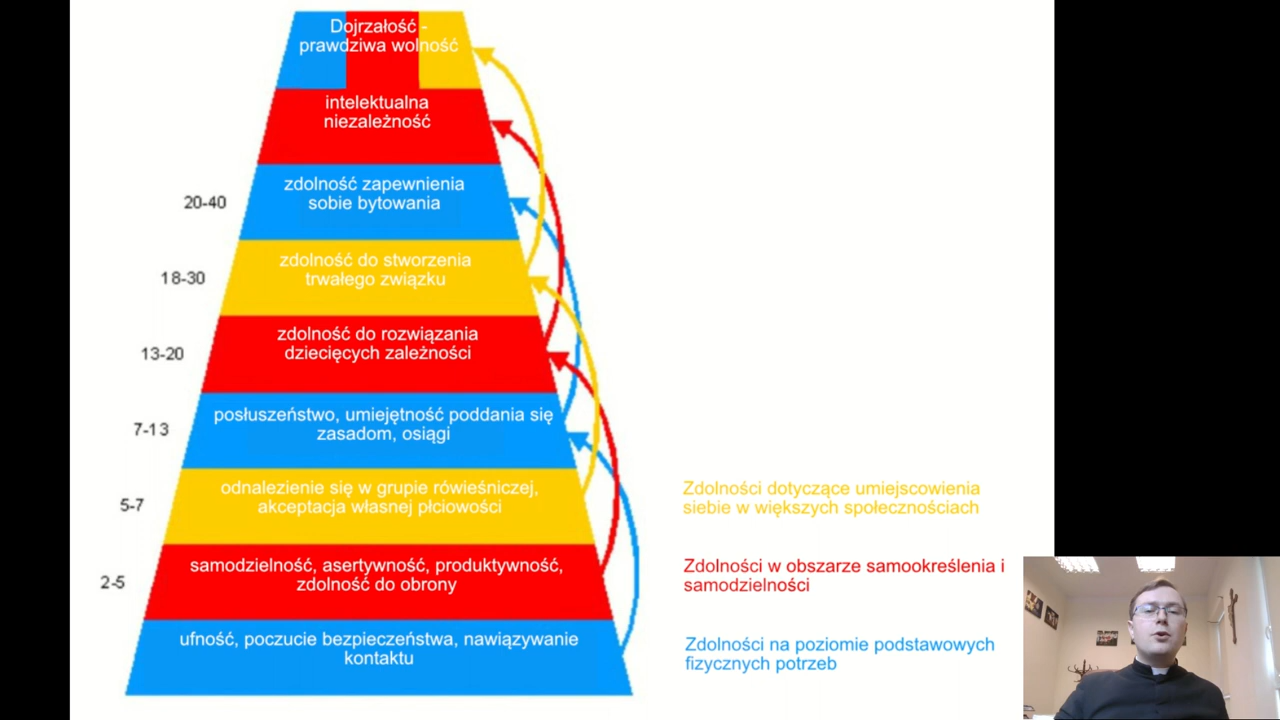 Dojrzałość -
prawdziwa wolność
intelektualna
niezależność
20-40
zdolność zapewnienia
sobie bytowania
18-30
zdolność do stworzenia
trwałego związku
13-20
zdolność do rozwiązania
dziecięcych zależności
7-13
posłuszeństwo, umiejętność poddania się
zasadom, osiągi
5-7
odnalezienie się w grupie rówieśniczej,
akceptacja własnej płciowości
2-5
samodzielność, asertywność, produktywność,
zdolność do obrony
ufność, poczucie bezpieczeństwa, nawiązywanie
kontaktu
Zdolności dotyczące umiejscowienia
siebie w większych społecznościach
Zdolności w obszarze samookreślenia i
samodzielności
Zdolności na poziomie podstawowych
fizycznych potrzeb